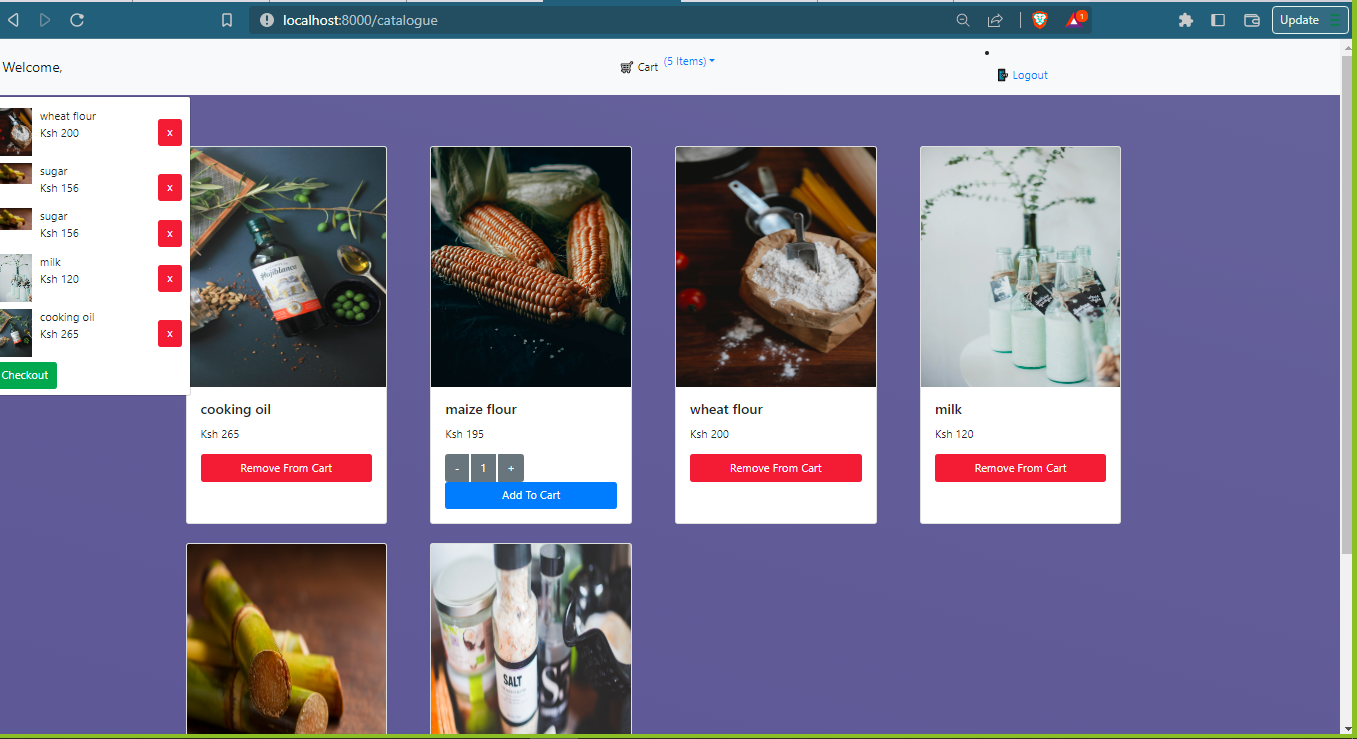 localhost:8000/catalogue
1
Update
Welcome,
Cart (5 Items)
Logout
wheat flour
Ksh 200
x
sugar
Ksh 156
x
sugar
Ksh 156
x
milk
Ksh 120
x
cooking oil
Ksh 265
x
Checkout
cooking oil
Ksh 265
Remove From Cart
maize flour
Ksh 195
- 1 +
Add To Cart
wheat flour
Ksh 200
Remove From Cart
milk
Ksh 120
Remove From Cart
SALT